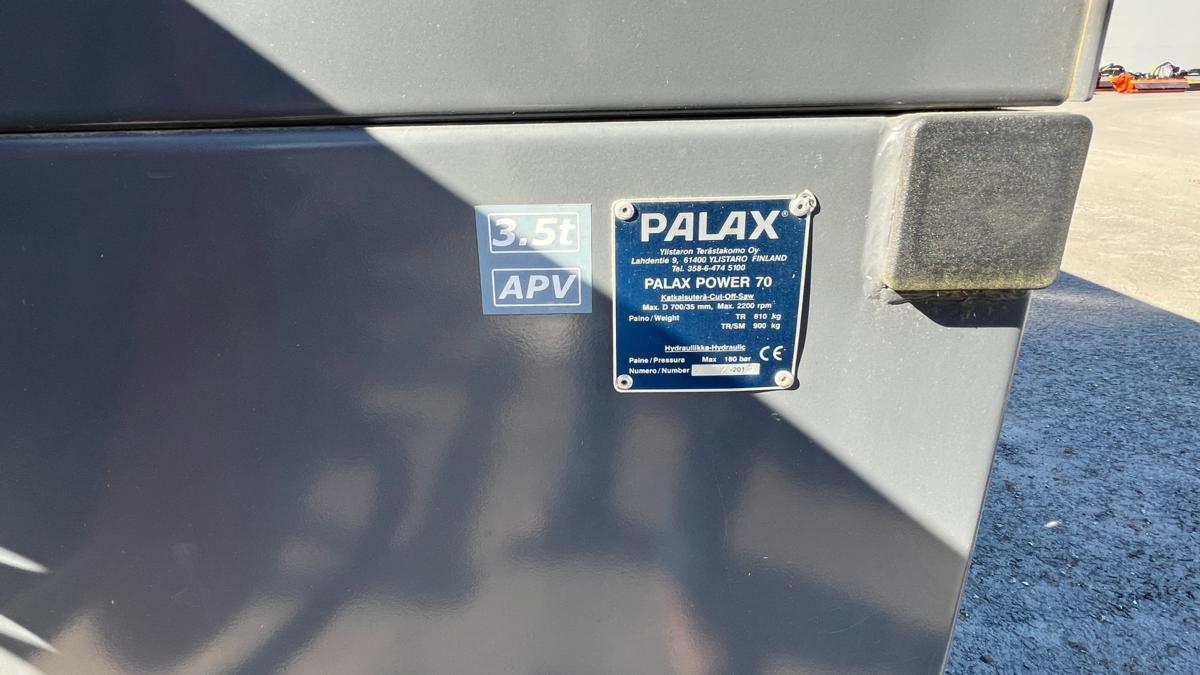 3.5t
APV
PALAX®
Ylistaron Terästakomo Oy
Lahdentie 9, 61400 YLISTARO FINLAND
Tel. 358-6-474 5100
PALAX POWER 70
Katkaisuterä-Cut-Off-Saw
Max. D 700/35 mm, Max. 2200 rpm
Paino/Weight TR 810 kg
TR/SM 900 kg
Hydrauliikka-Hydraulic
Paine/Pressure Max 180 bar CE
Numero/Number